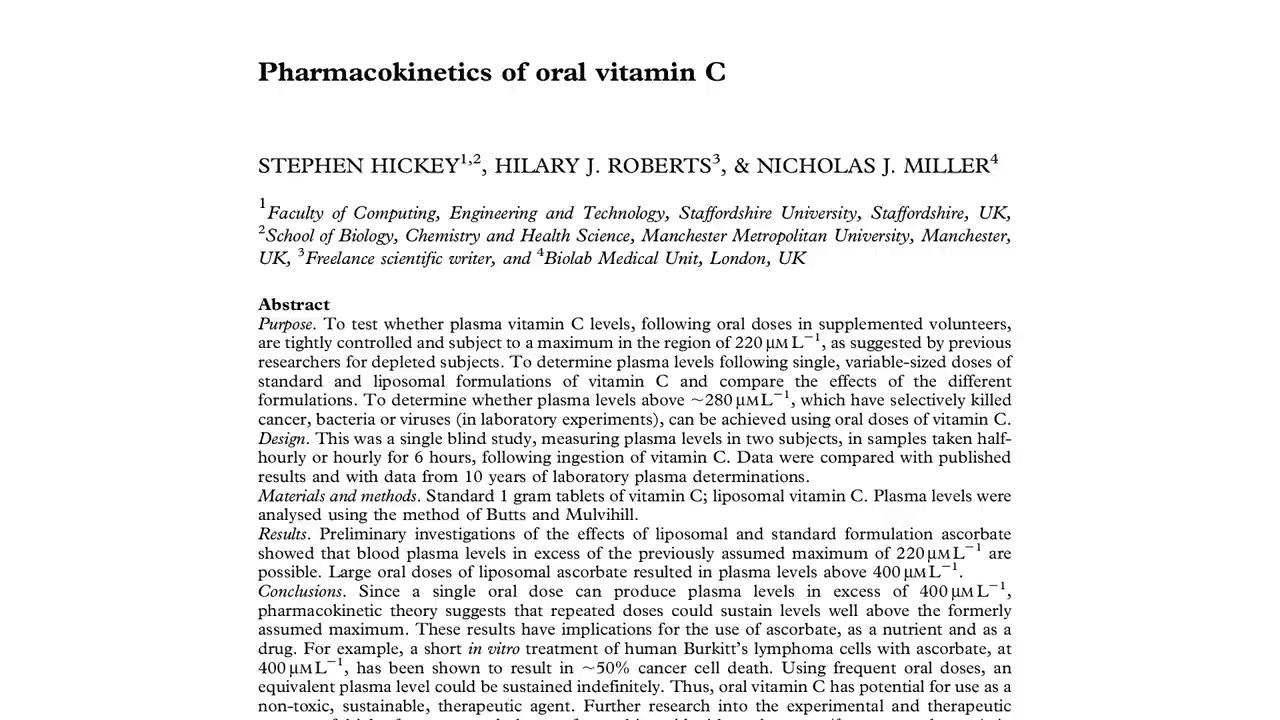 Pharmacokinetics of oral vitamin C
STEPHEN HICKEY1,2, HILARY J. ROBERTS3, & NICHOLAS J. MILLER4
1Faculty of Computing, Engineering and Technology, Staffordshire University, Staffordshire, UK,
2School of Biology, Chemistry and Health Science, Manchester Metropolitan University, Manchester,
UK, 3Freelance scientific writer, and 4Biolab Medical Unit, London, UK
Abstract
Purpose. To test whether plasma vitamin C levels, following oral doses in supplemented volunteers,
are tightly controlled and subject to a maximum in the region of 220 μM L−1, as suggested by previous
researchers for depleted subjects. To determine plasma levels following single, variable-sized doses of
standard and liposomal formulations of vitamin C and compare the effects of the different
formulations. To determine whether plasma levels above ~280 μM L−1, which have selectively killed
cancer, bacteria or viruses (in laboratory experiments), can be achieved using oral doses of vitamin C.
Design. This was a single blind study, measuring plasma levels in two subjects, in samples taken half-
hourly or hourly for 6 hours, following ingestion of vitamin C. Data were compared with published
results and with data from 10 years of laboratory plasma determinations.
Materials and methods. Standard 1 gram tablets of vitamin C; liposomal vitamin C. Plasma levels were
analysed using the method of Butts and Mulvihill.
Results. Preliminary investigations of the effects of liposomal and standard formulation ascorbate
showed that blood plasma levels in excess of the previously assumed maximum of 220 μM L−1 are
possible. Large oral doses of liposomal ascorbate resulted in plasma levels above 400 μM L−1.
Conclusions. Since a single oral dose can produce plasma levels in excess of 400 μM L−1,
pharmacokinetic theory suggests that repeated doses could sustain levels well above the formerly
assumed maximum. These results have implications for the use of ascorbate, as a nutrient and as a
drug. For example, a short in vitro treatment of human Burkitt's lymphoma cells with ascorbate, at
400 μM L−1, has been shown to result in ~50% cancer cell death. Using frequent oral doses, an
equivalent plasma level could be sustained indefinitely. Thus, oral vitamin C has potential for use as a
non-toxic, sustainable, therapeutic agent. Further research into the experimental and therapeutic